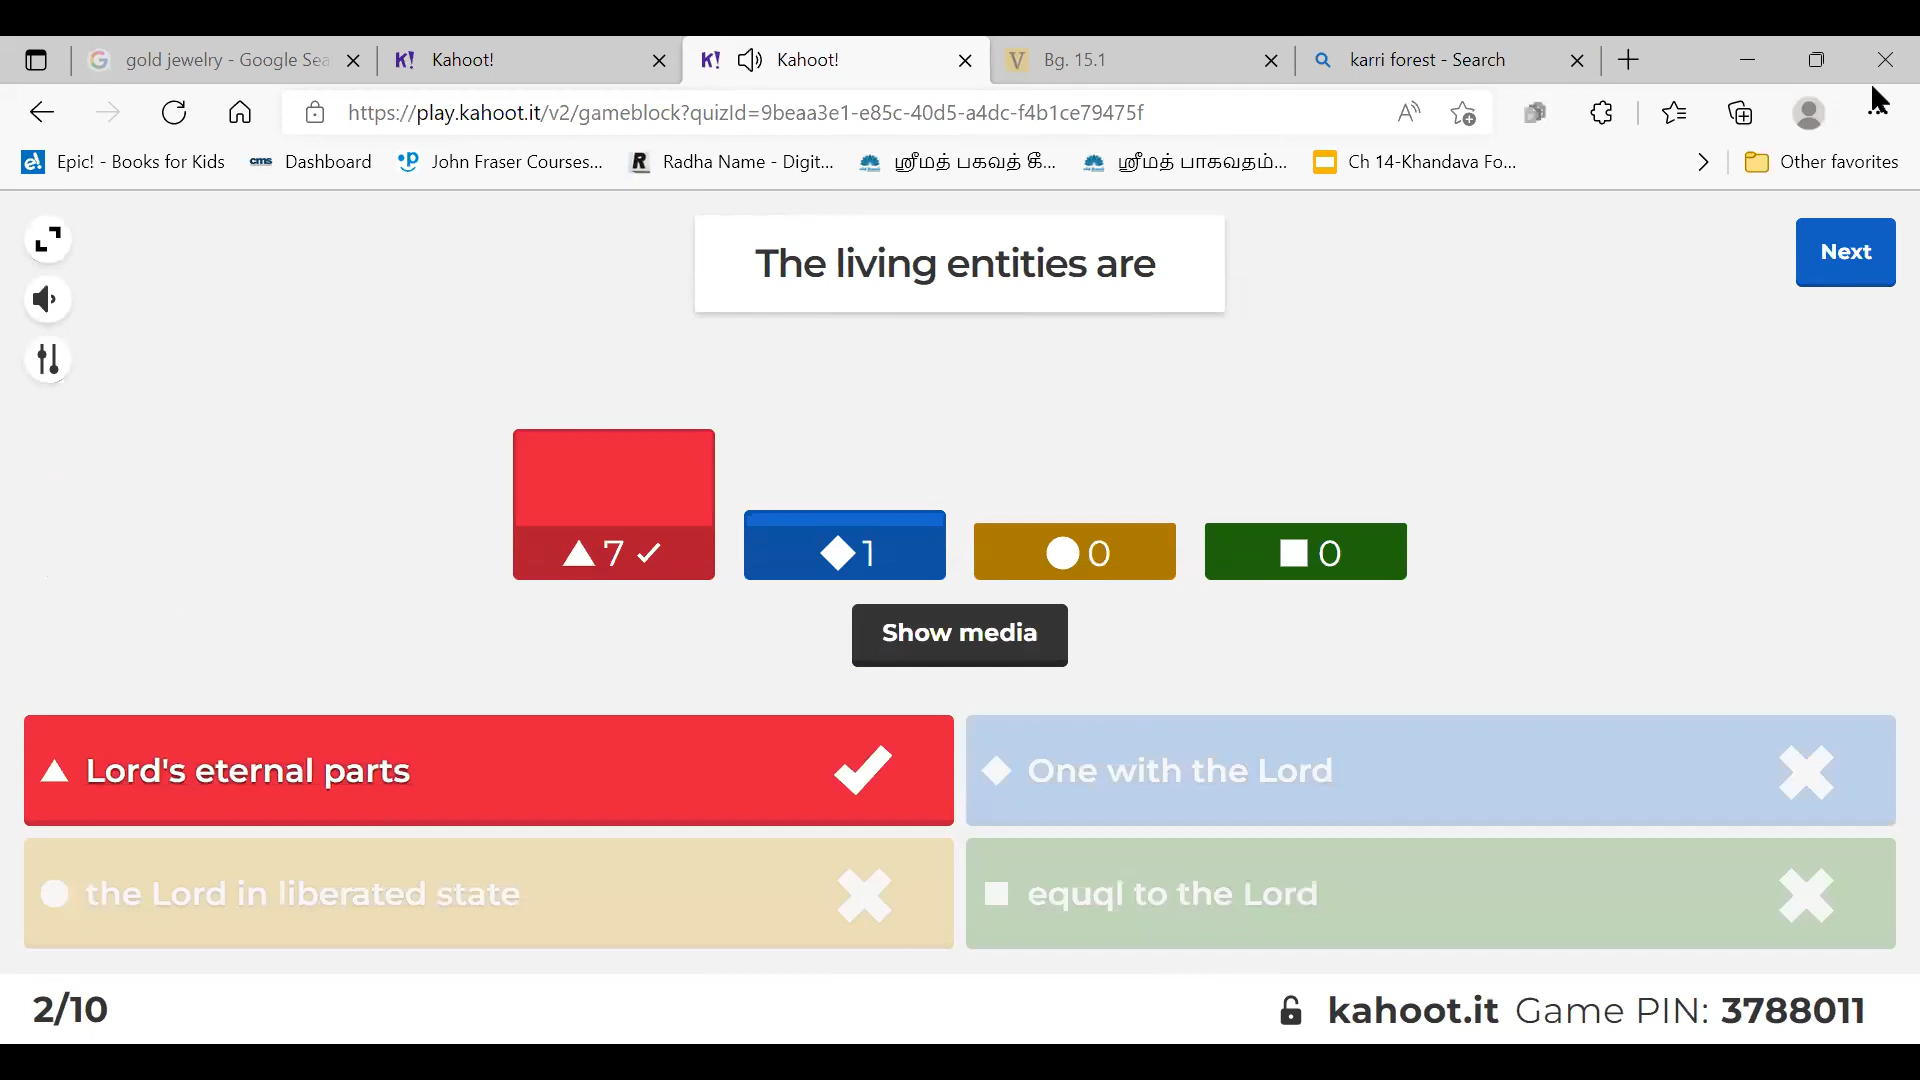 gold jewelry - Google Sea
K! Kahoot!
K! Kahoot!
V Bg. 15.1
karri forest - Search
https://play.kahoot.it/v2/gameblock?quizId=9beaa3e1-e85c-40d5-a4dc-f4b1ce79475f
e! Epic! - Books for Kids
cms Dashboard
John Fraser Courses...
R Radha Name - Digit...
ஸ்ரீமத் பகவத் கீ...
ஸ்ரீமத் பாகவதம்...
Ch 14-Khandava Fo...
Other favorites
The living entities are
Next
7
1
0
0
Show media
Lord's eternal parts
One with the Lord
the Lord in liberated state
equql to the Lord
2/10
kahoot.it Game PIN: 3788011